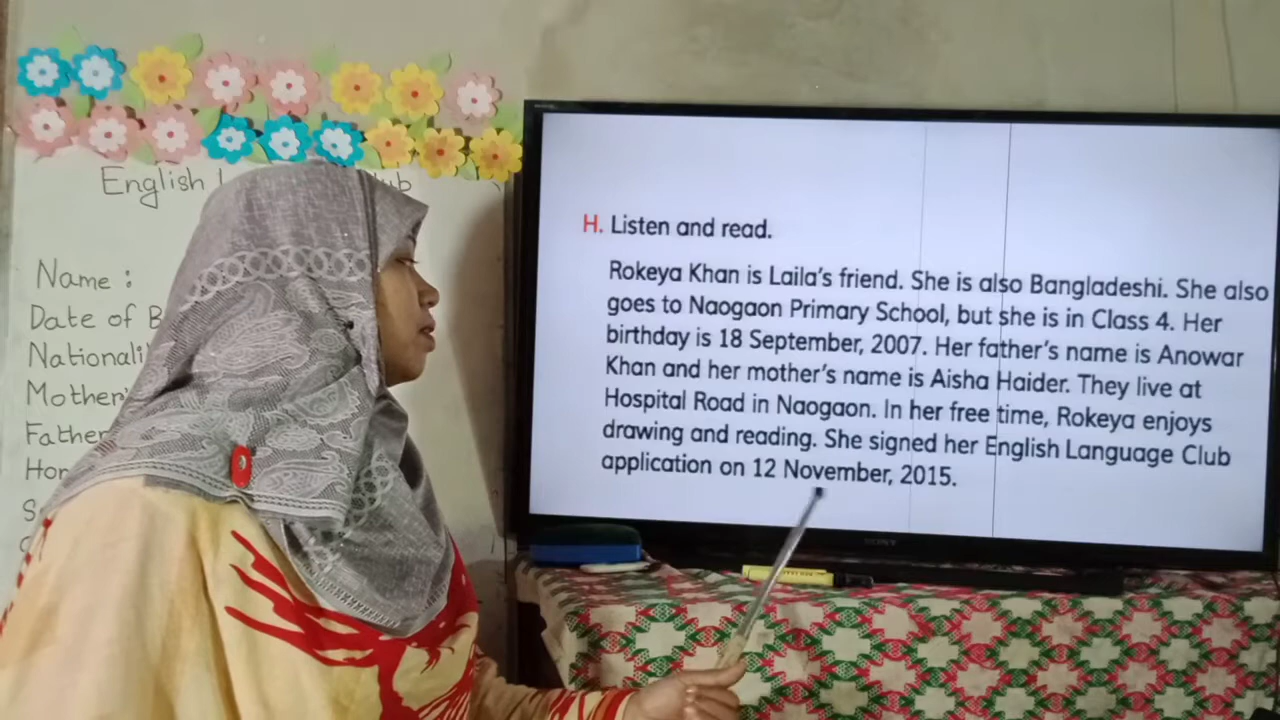 English
Name :
Date of B
Nationali
Mother
Father
H. Listen and read.
Rokeya Khan is Laila's friend. She is also Bangladeshi. She also
goes to Naogaon Primary School, but she is in Class 4. Her
birthday is 18 September, 2007. Her father's name is Anowar
Khan and her mother's name is Aisha Haider. They live at
Hospital Road in Naogaon. In her free time, Rokeya enjoys
drawing and reading. She signed her English Language Club
application on 12 November, 2015.
SONY